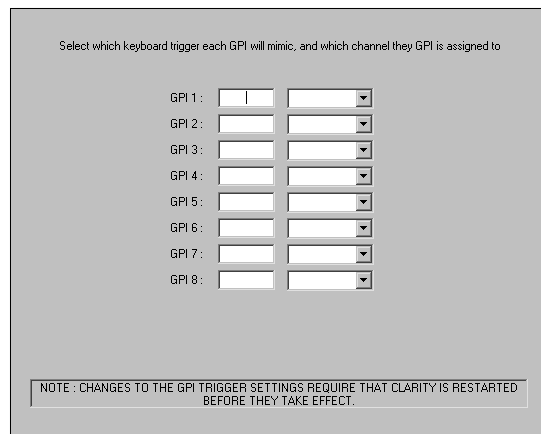 Select which keyboard trigger each GPI will mimic, and which channel they GPI is assigned to
GPI 1 :
GPI 2 :
GPI 3 :
GPI 4 :
GPI 5 :
GPI 6 :
GPI 7 :
GPI 8 :
NOTE : CHANGES TO THE GPI TRIGGER SETTINGS REQUIRE THAT CLARITY IS RESTARTED
BEFORE THEY TAKE EFFECT.